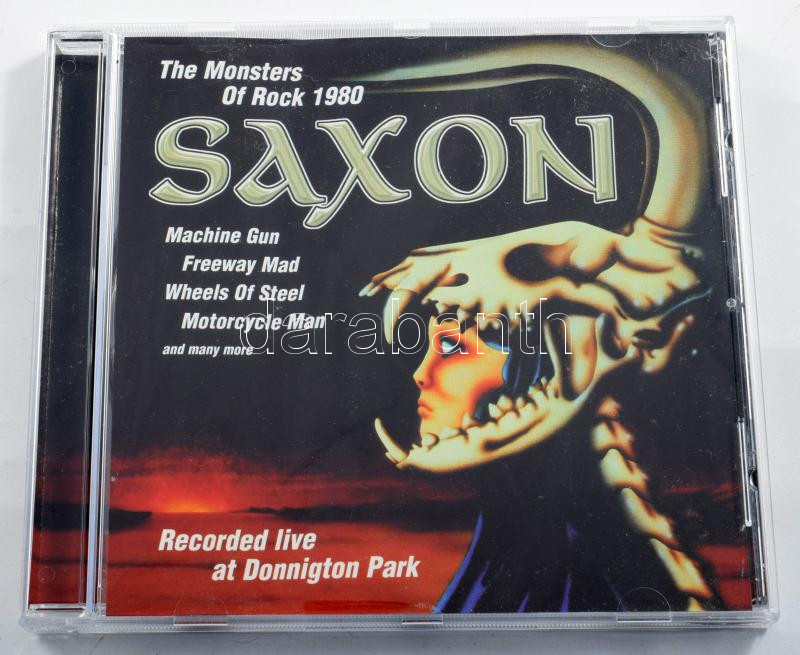 The Monsters
Of Rock 1980
SAXON
Machine Gun
Freeway Mad
Wheels Of Steel
Motorcycle Man
and many more
darabanth
Recorded live
at Donnigton Park